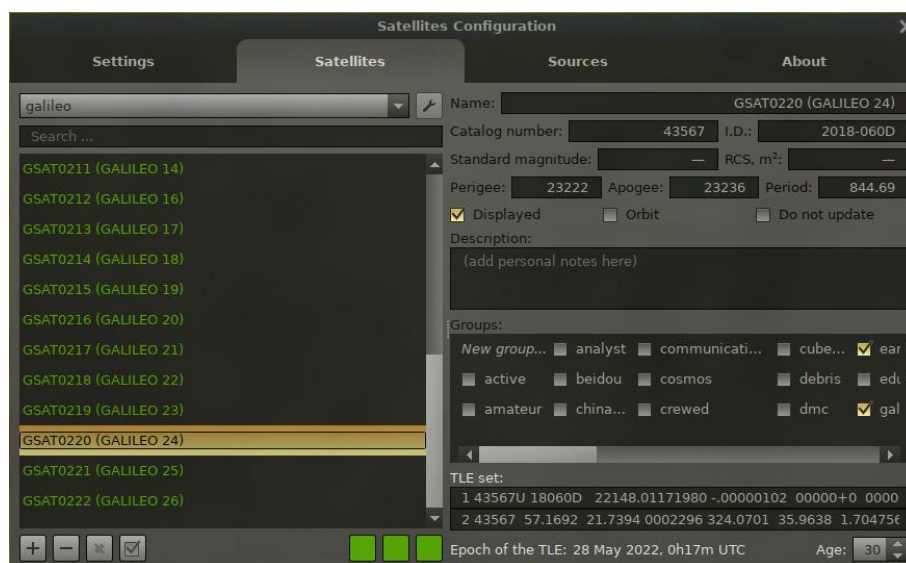 Satellites Configuration
Settings Satellites Sources About
galileo
Search ...
GSAT0211 (GALILEO 14)
GSAT0212 (GALILEO 16)
GSAT0213 (GALILEO 17)
GSAT0214 (GALILEO 18)
GSAT0215 (GALILEO 19)
GSAT0216 (GALILEO 20)
GSAT0217 (GALILEO 21)
GSAT0218 (GALILEO 22)
GSAT0219 (GALILEO 23)
GSAT0220 (GALILEO 24)
GSAT0221 (GALILEO 25)
GSAT0222 (GALILEO 26)
Name: GSAT0220 (GALILEO 24)
Catalog number: 43567 I.D.: 2018-060D
Standard magnitude: — RCS, m²: —
Perigee: 23222 Apogee: 23236 Period: 844.69
Displayed Orbit Do not update
Description:
(add personal notes here)
Groups:
New group... analyst communicati... cube... ear
active beidou cosmos debris edu
amateur china... crewed dmc gal
TLE set:
1 43567U 18060D 22148.01171980 -.00000102 00000+0 0000
2 43567 57.1692 21.7394 0002296 324.0701 35.9638 1.704756
Epoch of the TLE: 28 May 2022, 0h17m UTC Age: 30